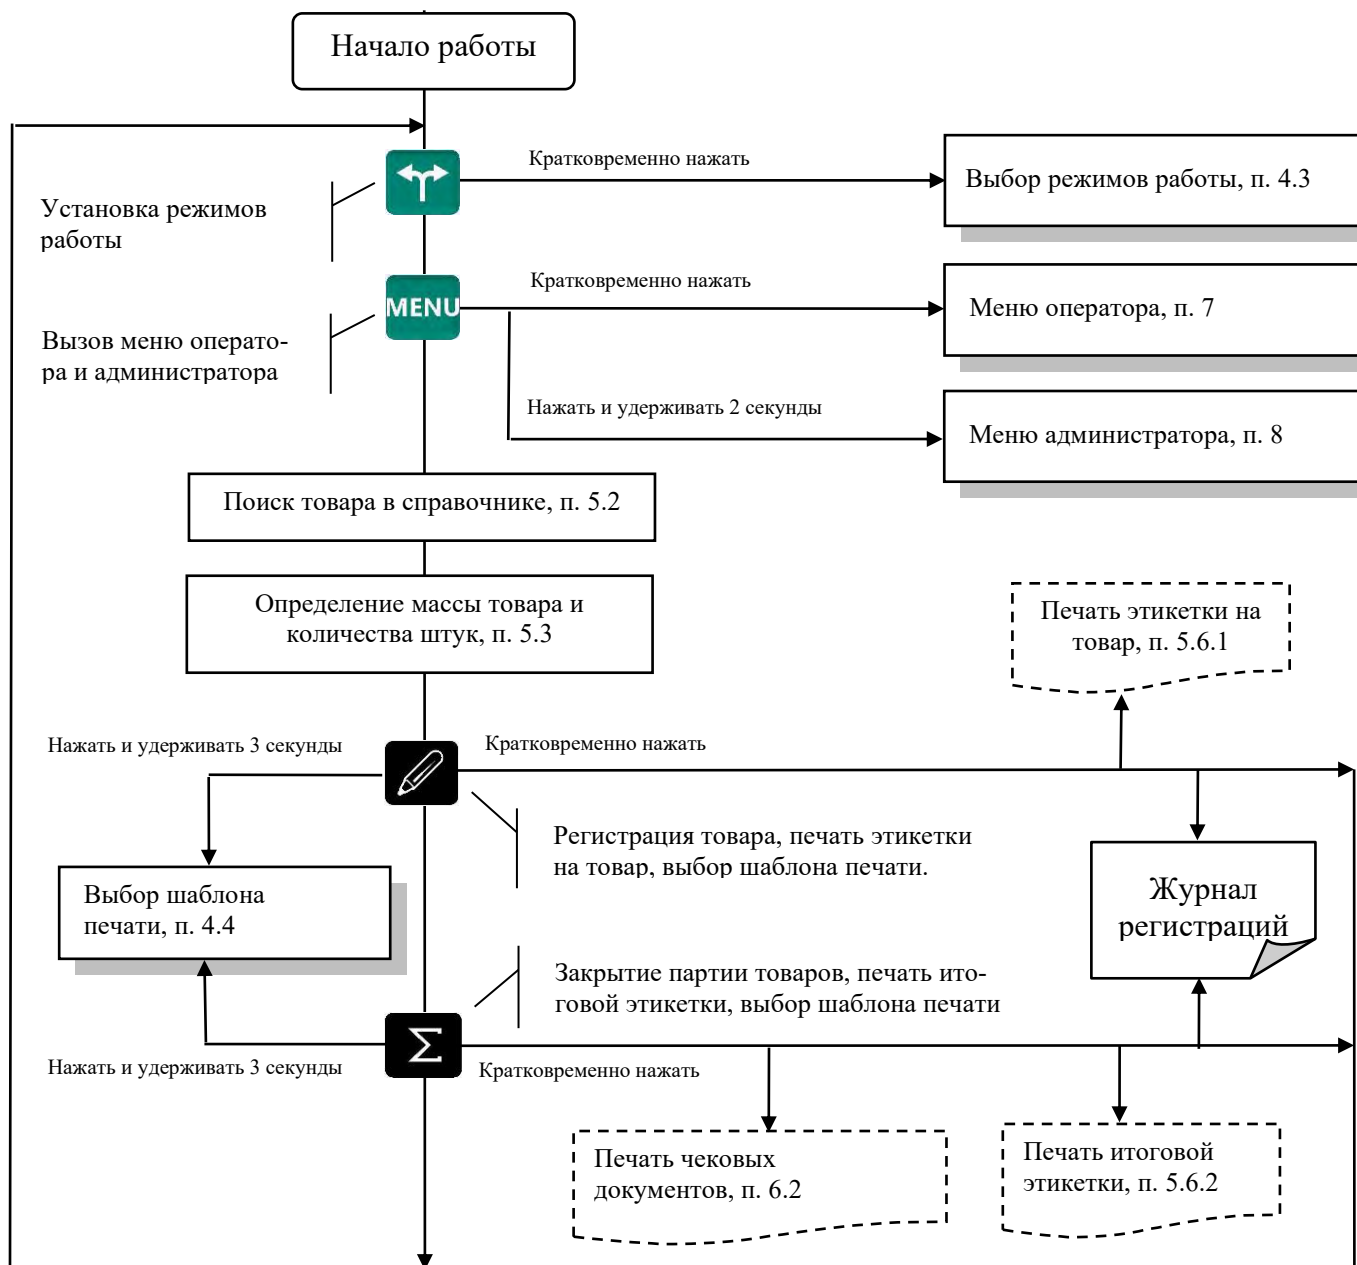 Начало работы
Кратковременно нажать
Выбор режимов работы, п. 4.3
Установка режимов
работы
Кратковременно нажать
MENU
Меню оператора, п. 7
Вызов меню операто-
ра и администратора
Нажать и удерживать 2 секунды
Меню администратора, п. 8
Поиск товара в справочнике, п. 5.2
Определение массы товара и
количества штук, п. 5.3
Печать этикетки на
товар, п. 5.6.1
Нажать и удерживать 3 секунды
Кратковременно нажать
Регистрация товара, печать этикетки
на товар, выбор шаблона печати.
Журнал
регистраций
Выбор шаблона
печати, п. 4.4
Закрытие партии товаров, печать ито-
говой этикетки, выбор шаблона печати
Σ
Нажать и удерживать 3 секунды
Кратковременно нажать
Печать чековых
документов, п. 6.2
Печать итоговой
этикетки, п. 5.6.2